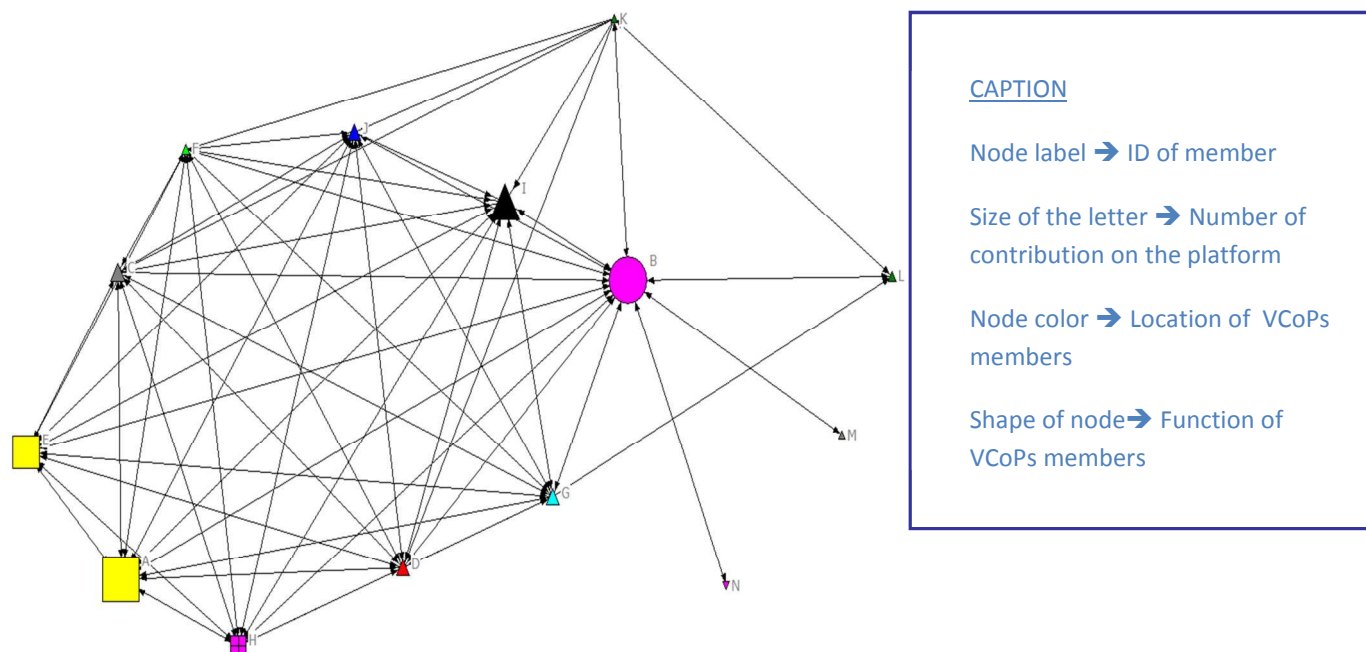 K
J
F
I
C
B
L
E
M
G
A
D
N
H
CAPTION
Node label ➔ ID of member
Size of the letter ➔ Number of
contribution on the platform
Node color ➔ Location of VCoPs
members
Shape of node➔ Function of
VCoPs members